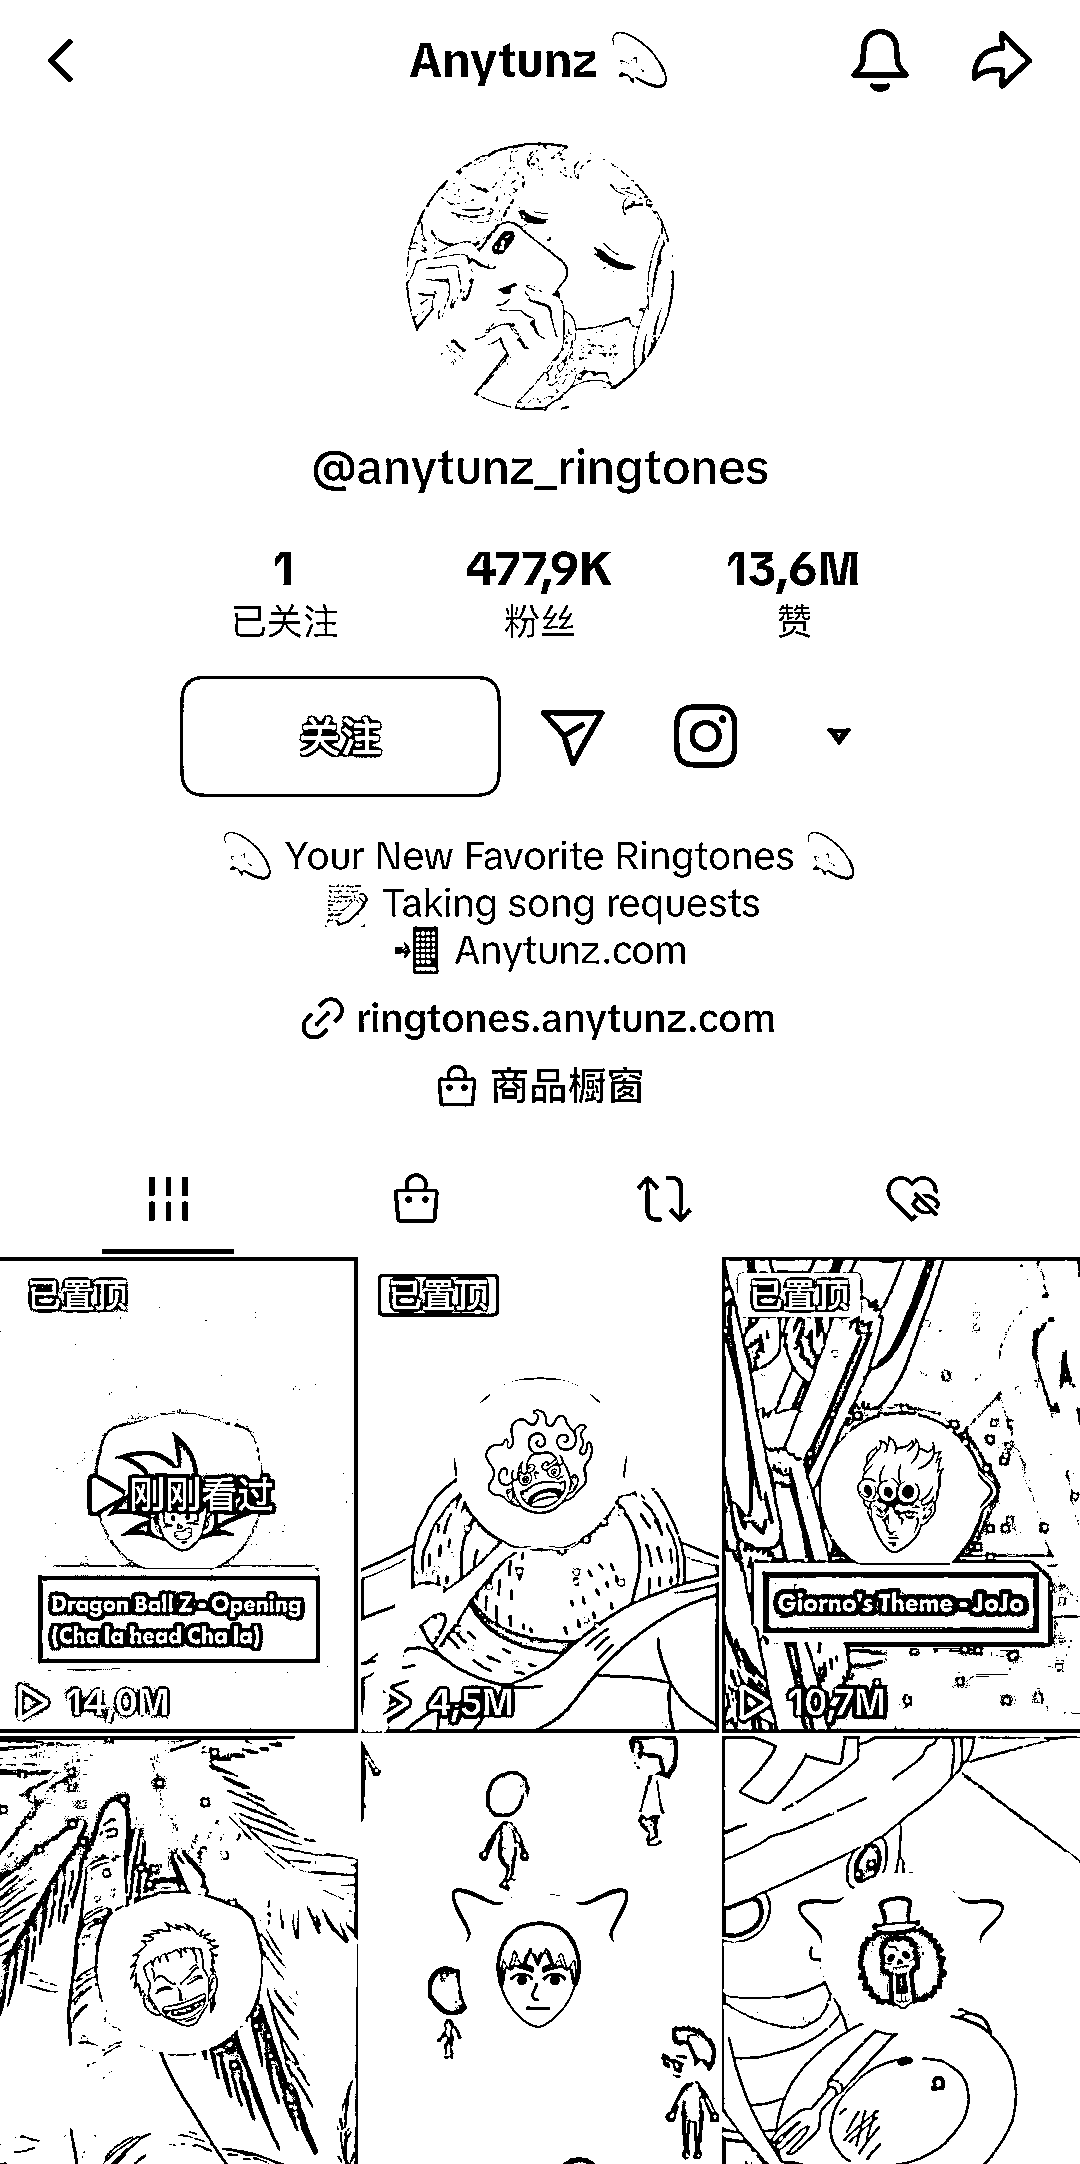 Anytunz 💫
@anytunz_ringtones
1 477,9K 13,6M
已关注 粉丝 赞
关注
💫 Your New Favorite Ringtones 💫
📝 Taking song requests
📲 Anytunz.com
ringtones.anytunz.com
商品橱窗
已置顶 已置顶 已置顶
刚刚看过
Dragon Ball Z - Opening
(Cha la head Cha la)
Giorno's Theme - JoJo
14,0M 4,5M 10,7M